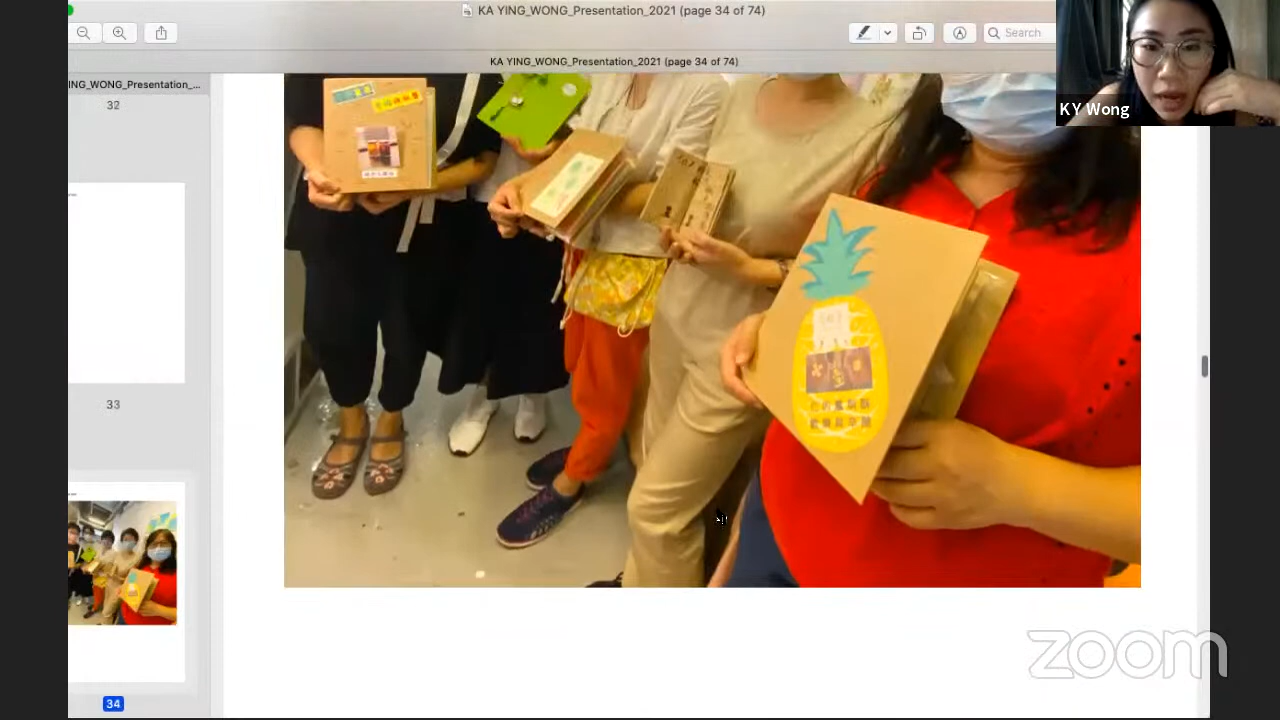 KA YING_WONG_Presentation_2021 (page 34 of 74)
Search
KA YING_WONG_Presentation_2021 (page 34 of 74)
ING_WONG_Presentation_...
KY Wong
32
33
34
zoom